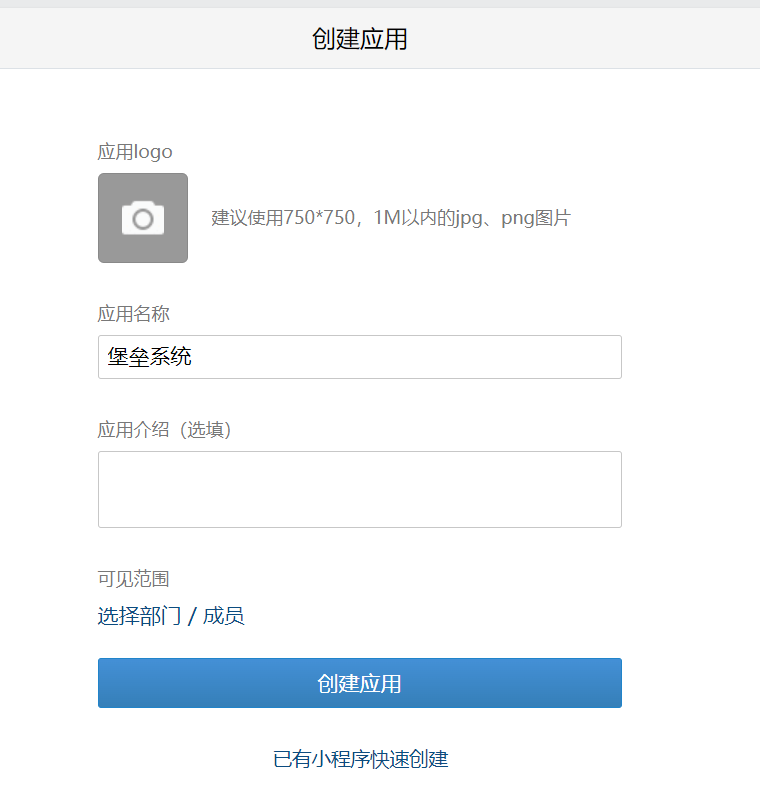 创建应用
应用logo
建议使用750*750，1M以内的jpg、png图片
应用名称
堡垒系统
应用介绍（选填）
可见范围
选择部门 / 成员
创建应用
已有小程序快速创建